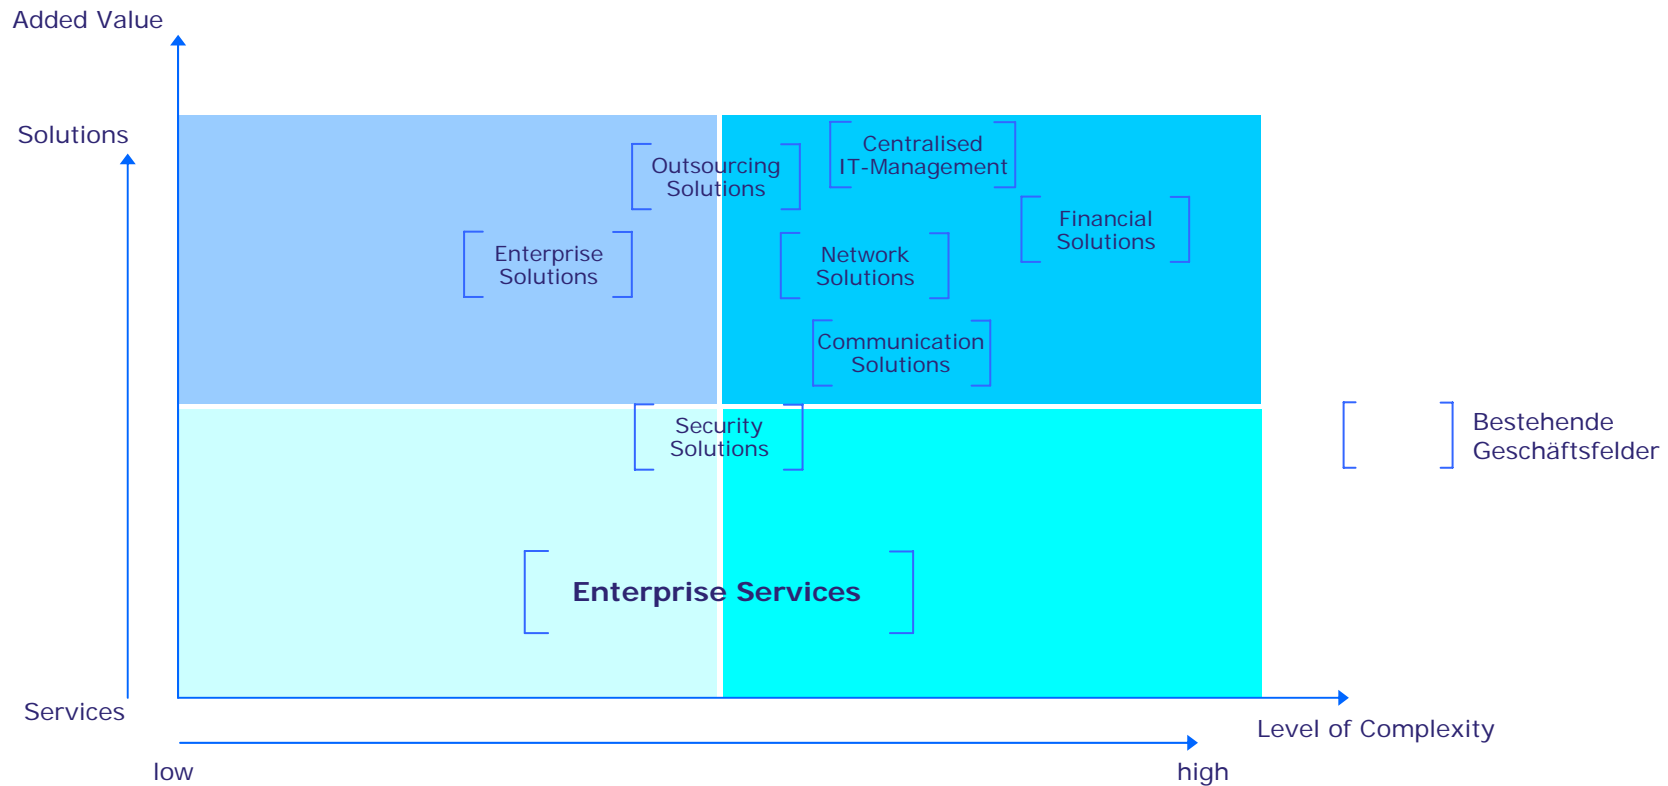 Added Value
Solutions
Centralised
IT-Management
Outsourcing
Solutions
Financial
Solutions
Enterprise
Solutions
Network
Solutions
Communication
Solutions
Security
Solutions
Bestehende
Geschäftsfelder
Enterprise Services
Services
Level of Complexity
low
high